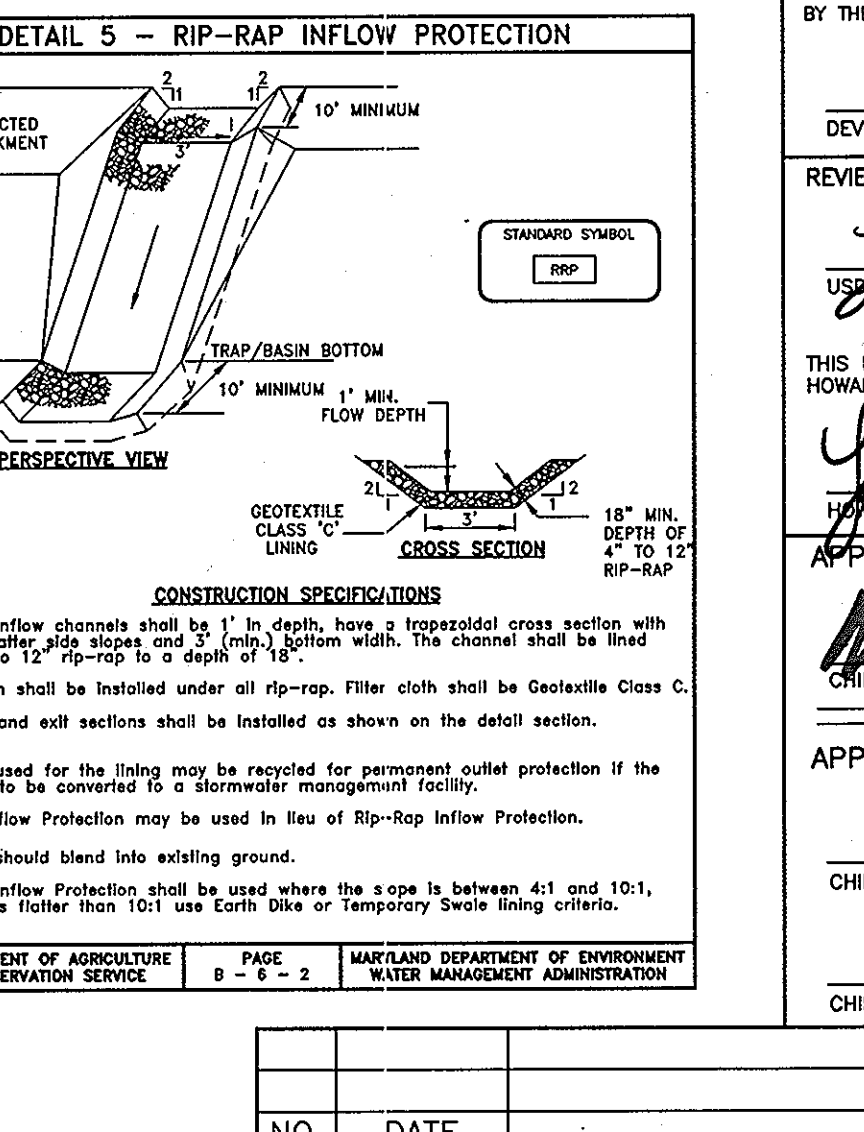 DETAIL 5 - RIP-RAP INFLOW PROTECTION
2
1
2
1
10' MINIMUM
CTED
KMENT
3'
STANDARD SYMBOL
RRP
TRAP/BASIN BOTTOM
10' MINIMUM
1' MIN.
FLOW DEPTH
PERSPECTIVE VIEW
2
1
2
1
GEOTEXTILE
CLASS 'C'
LINING
3'
CROSS SECTION
18" MIN.
DEPTH OF
4" TO 12"
RIP-RAP
CONSTRUCTION SPECIFICATIONS
nflow channels shall be 1' in depth, have a trapezoidal cross section with
atter side slopes and 3' (min.) bottom width. The channel shall be lined
o 12" rip-rap to a depth of 18".
h shall be installed under all rip-rap. Filter cloth shall be Geotextile Class C.
and exit sections shall be installed as shown on the detail section.
used for the lining may be recycled for permanent outlet protection if the
to be converted to a stormwater management facility.
flow Protection may be used in lieu of Rip-Rap Inflow Protection.
should blend into existing ground.
nflow Protection shall be used where the slope is between 4:1 and 10:1,
s flatter than 10:1 use Earth Dike or Temporary Swale lining criteria.
ENT OF AGRICULTURE
ERVATION SERVICE
PAGE
B - 6 - 2
MARYLAND DEPARTMENT OF ENVIRONMENT
WATER MANAGEMENT ADMINISTRATION
BY THE
DEV
REVIE
USD
THIS
HOWA
HOW
APP
CHI
APP
CHI
CHI
NO.
DATE